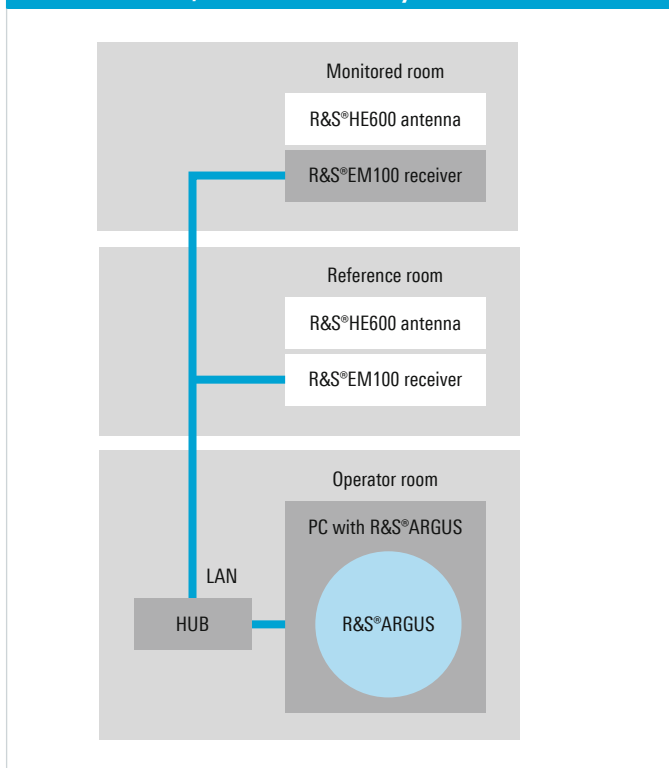 Monitored room
R&S®HE600 antenna
R&S®EM100 receiver
Reference room
R&S®HE600 antenna
R&S®EM100 receiver
Operator room
PC with R&S®ARGUS
LAN
HUB
R&S®ARGUS